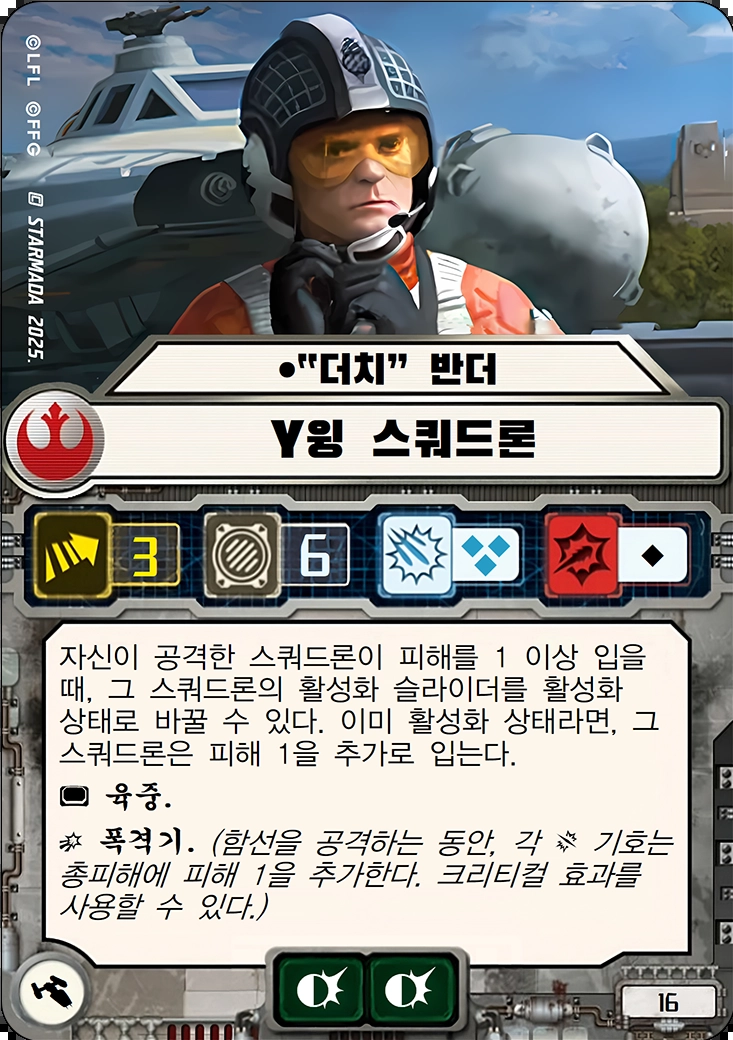 ©LFL ©FFG STARMADA 2025.
•“더치” 반더
Y윙 스쿼드론
3
6
자신이 공격한 스쿼드론이 피해를 1 이상 입을
때, 그 스쿼드론의 활성화 슬라이더를 활성화
상태로 바꿀 수 있다. 이미 활성화 상태라면, 그
스쿼드론은 피해 1을 추가로 입는다.
육중.
폭격기. (함선을 공격하는 동안, 각 기호는
총피해에 피해 1을 추가한다. 크리티컬 효과를
사용할 수 있다.)
16